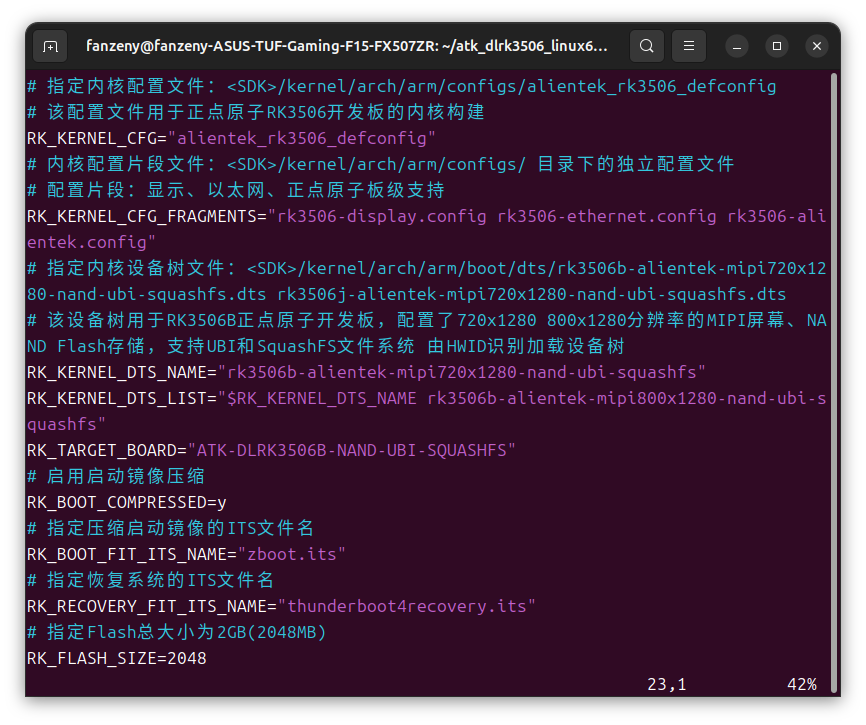 fanzeny@fanzeny-ASUS-TUF-Gaming-F15-FX507ZR: ~/atk_dlrk3506_linux6...
# 指定内核配置文件：<SDK>/kernel/arch/arm/configs/alientek_rk3506_defconfig
# 该配置文件用于正点原子RK3506开发板的内核构建
RK_KERNEL_CFG="alientek_rk3506_defconfig"
# 内核配置片段文件：<SDK>/kernel/arch/arm/configs/ 目录下的独立配置文件
# 配置片段：显示、以太网、正点原子板级支持
RK_KERNEL_CFG_FRAGMENTS="rk3506-display.config rk3506-ethernet.config rk3506-ali
entek.config"
# 指定内核设备树文件：<SDK>/kernel/arch/arm/boot/dts/rk3506b-alientek-mipi720x12
80-nand-ubi-squashfs.dts rk3506j-alientek-mipi720x1280-nand-ubi-squashfs.dts
# 该设备树用于RK3506B正点原子开发板，配置了720x1280 800x1280分辨率的MIPI屏幕、NA
ND Flash存储，支持UBI和SquashFS文件系统 由HWID识别加载设备树
RK_KERNEL_DTS_NAME="rk3506b-alientek-mipi720x1280-nand-ubi-squashfs"
RK_KERNEL_DTS_LIST="$RK_KERNEL_DTS_NAME rk3506b-alientek-mipi800x1280-nand-ubi-s
quashfs"
RK_TARGET_BOARD="ATK-DLRK3506B-NAND-UBI-SQUASHFS"
# 启用启动镜像压缩
RK_BOOT_COMPRESSED=y
# 指定压缩启动镜像的ITS文件名
RK_BOOT_FIT_ITS_NAME="zboot.its"
# 指定恢复系统的ITS文件名
RK_RECOVERY_FIT_ITS_NAME="thunderboot4recovery.its"
# 指定Flash总大小为2GB(2048MB)
RK_FLASH_SIZE=2048
23,1 42%